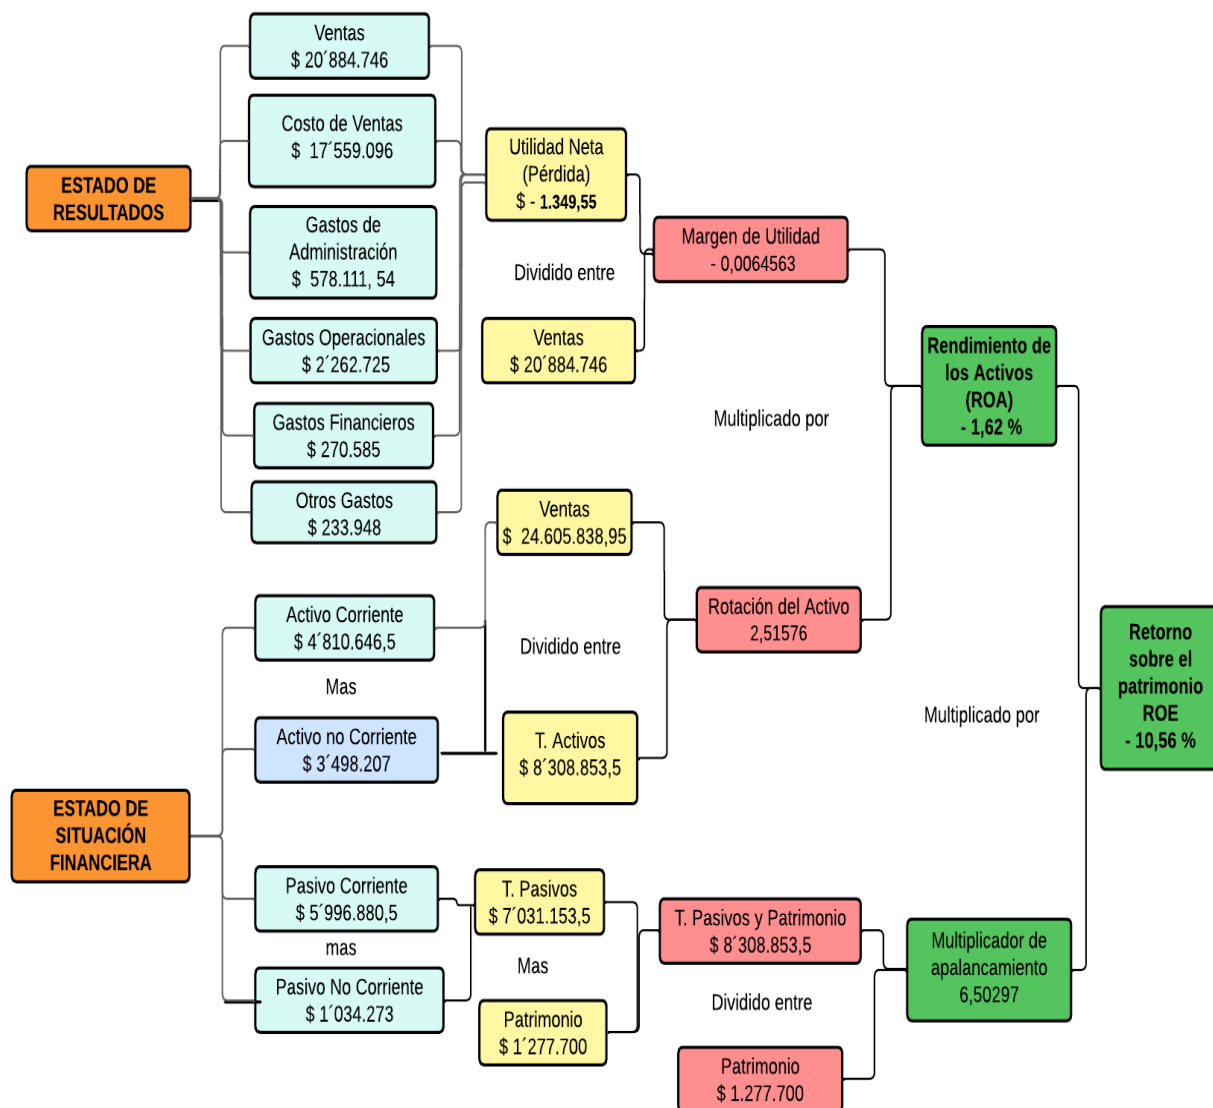 Ventas
$ 20´884.746
Costo de Ventas
$ 17´559.096
ESTADO DE
RESULTADOS
Gastos de
Administración
$ 578.111, 54
Gastos Operacionales
$ 2´262.725
Gastos Financieros
$ 270.585
Otros Gastos
$ 233.948
Utilidad Neta
(Pérdida)
$ - 1.349,55
Dividido entre
Ventas
$ 20´884.746
Margen de Utilidad
- 0,0064563
Multiplicado por
Rendimiento de
los Activos
(ROA)
- 1,62 %
Ventas
$ 24.605.838,95
Dividido entre
T. Activos
$ 8´308.853,5
Rotación del Activo
2,51576
Activo Corriente
$ 4´810.646,5
Mas
Activo no Corriente
$ 3´498.207
ESTADO DE
SITUACIÓN
FINANCIERA
Pasivo Corriente
$ 5´996.880,5
mas
Pasivo No Corriente
$ 1´034.273
T. Pasivos
$ 7´031.153,5
Mas
Patrimonio
$ 1´277.700
T. Pasivos y Patrimonio
$ 8´308.853,5
Dividido entre
Patrimonio
$ 1.277.700
Multiplicador de
apalancamiento
6,50297
Multiplicado por
Retorno
sobre el
patrimonio
ROE
- 10,56 %